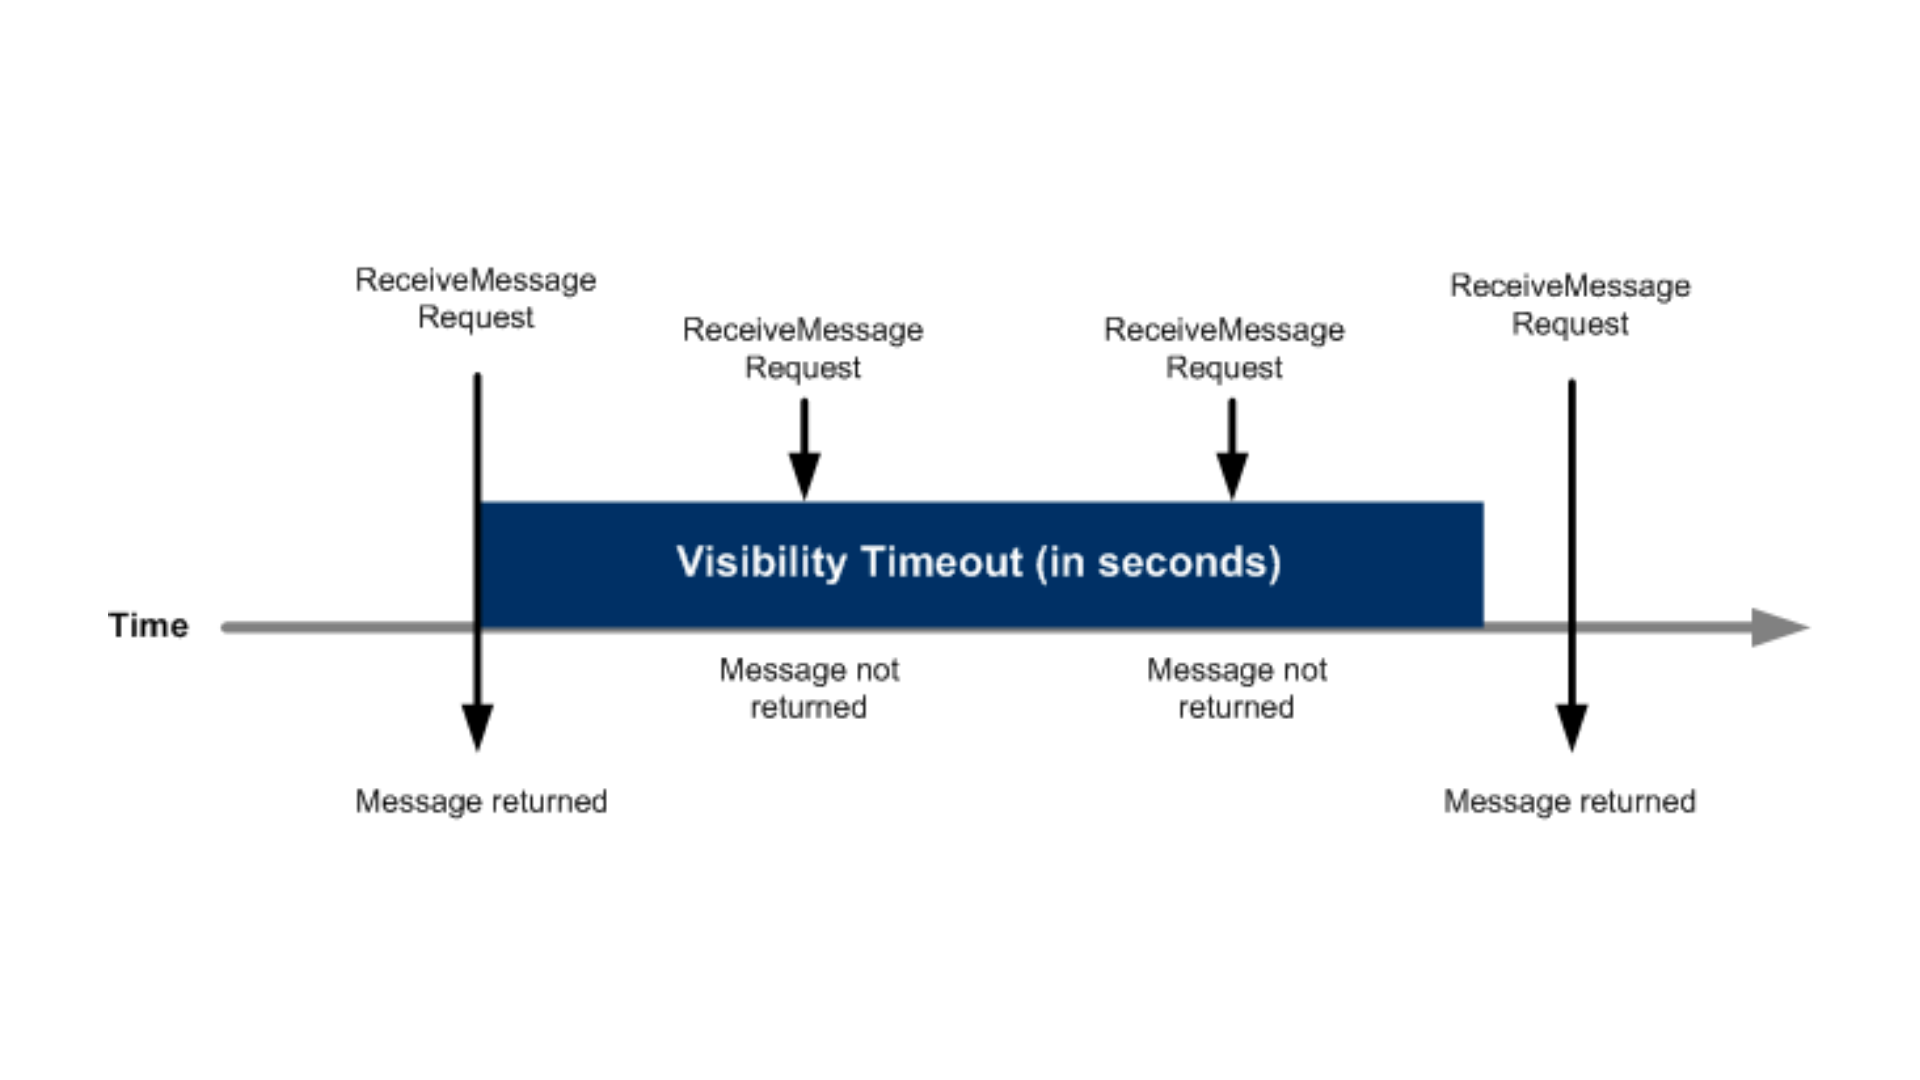 ReceiveMessage
Request
ReceiveMessage
Request
ReceiveMessage
Request
ReceiveMessage
Request
Visibility Timeout (in seconds)
Time
Message not
returned
Message not
returned
Message returned
Message returned